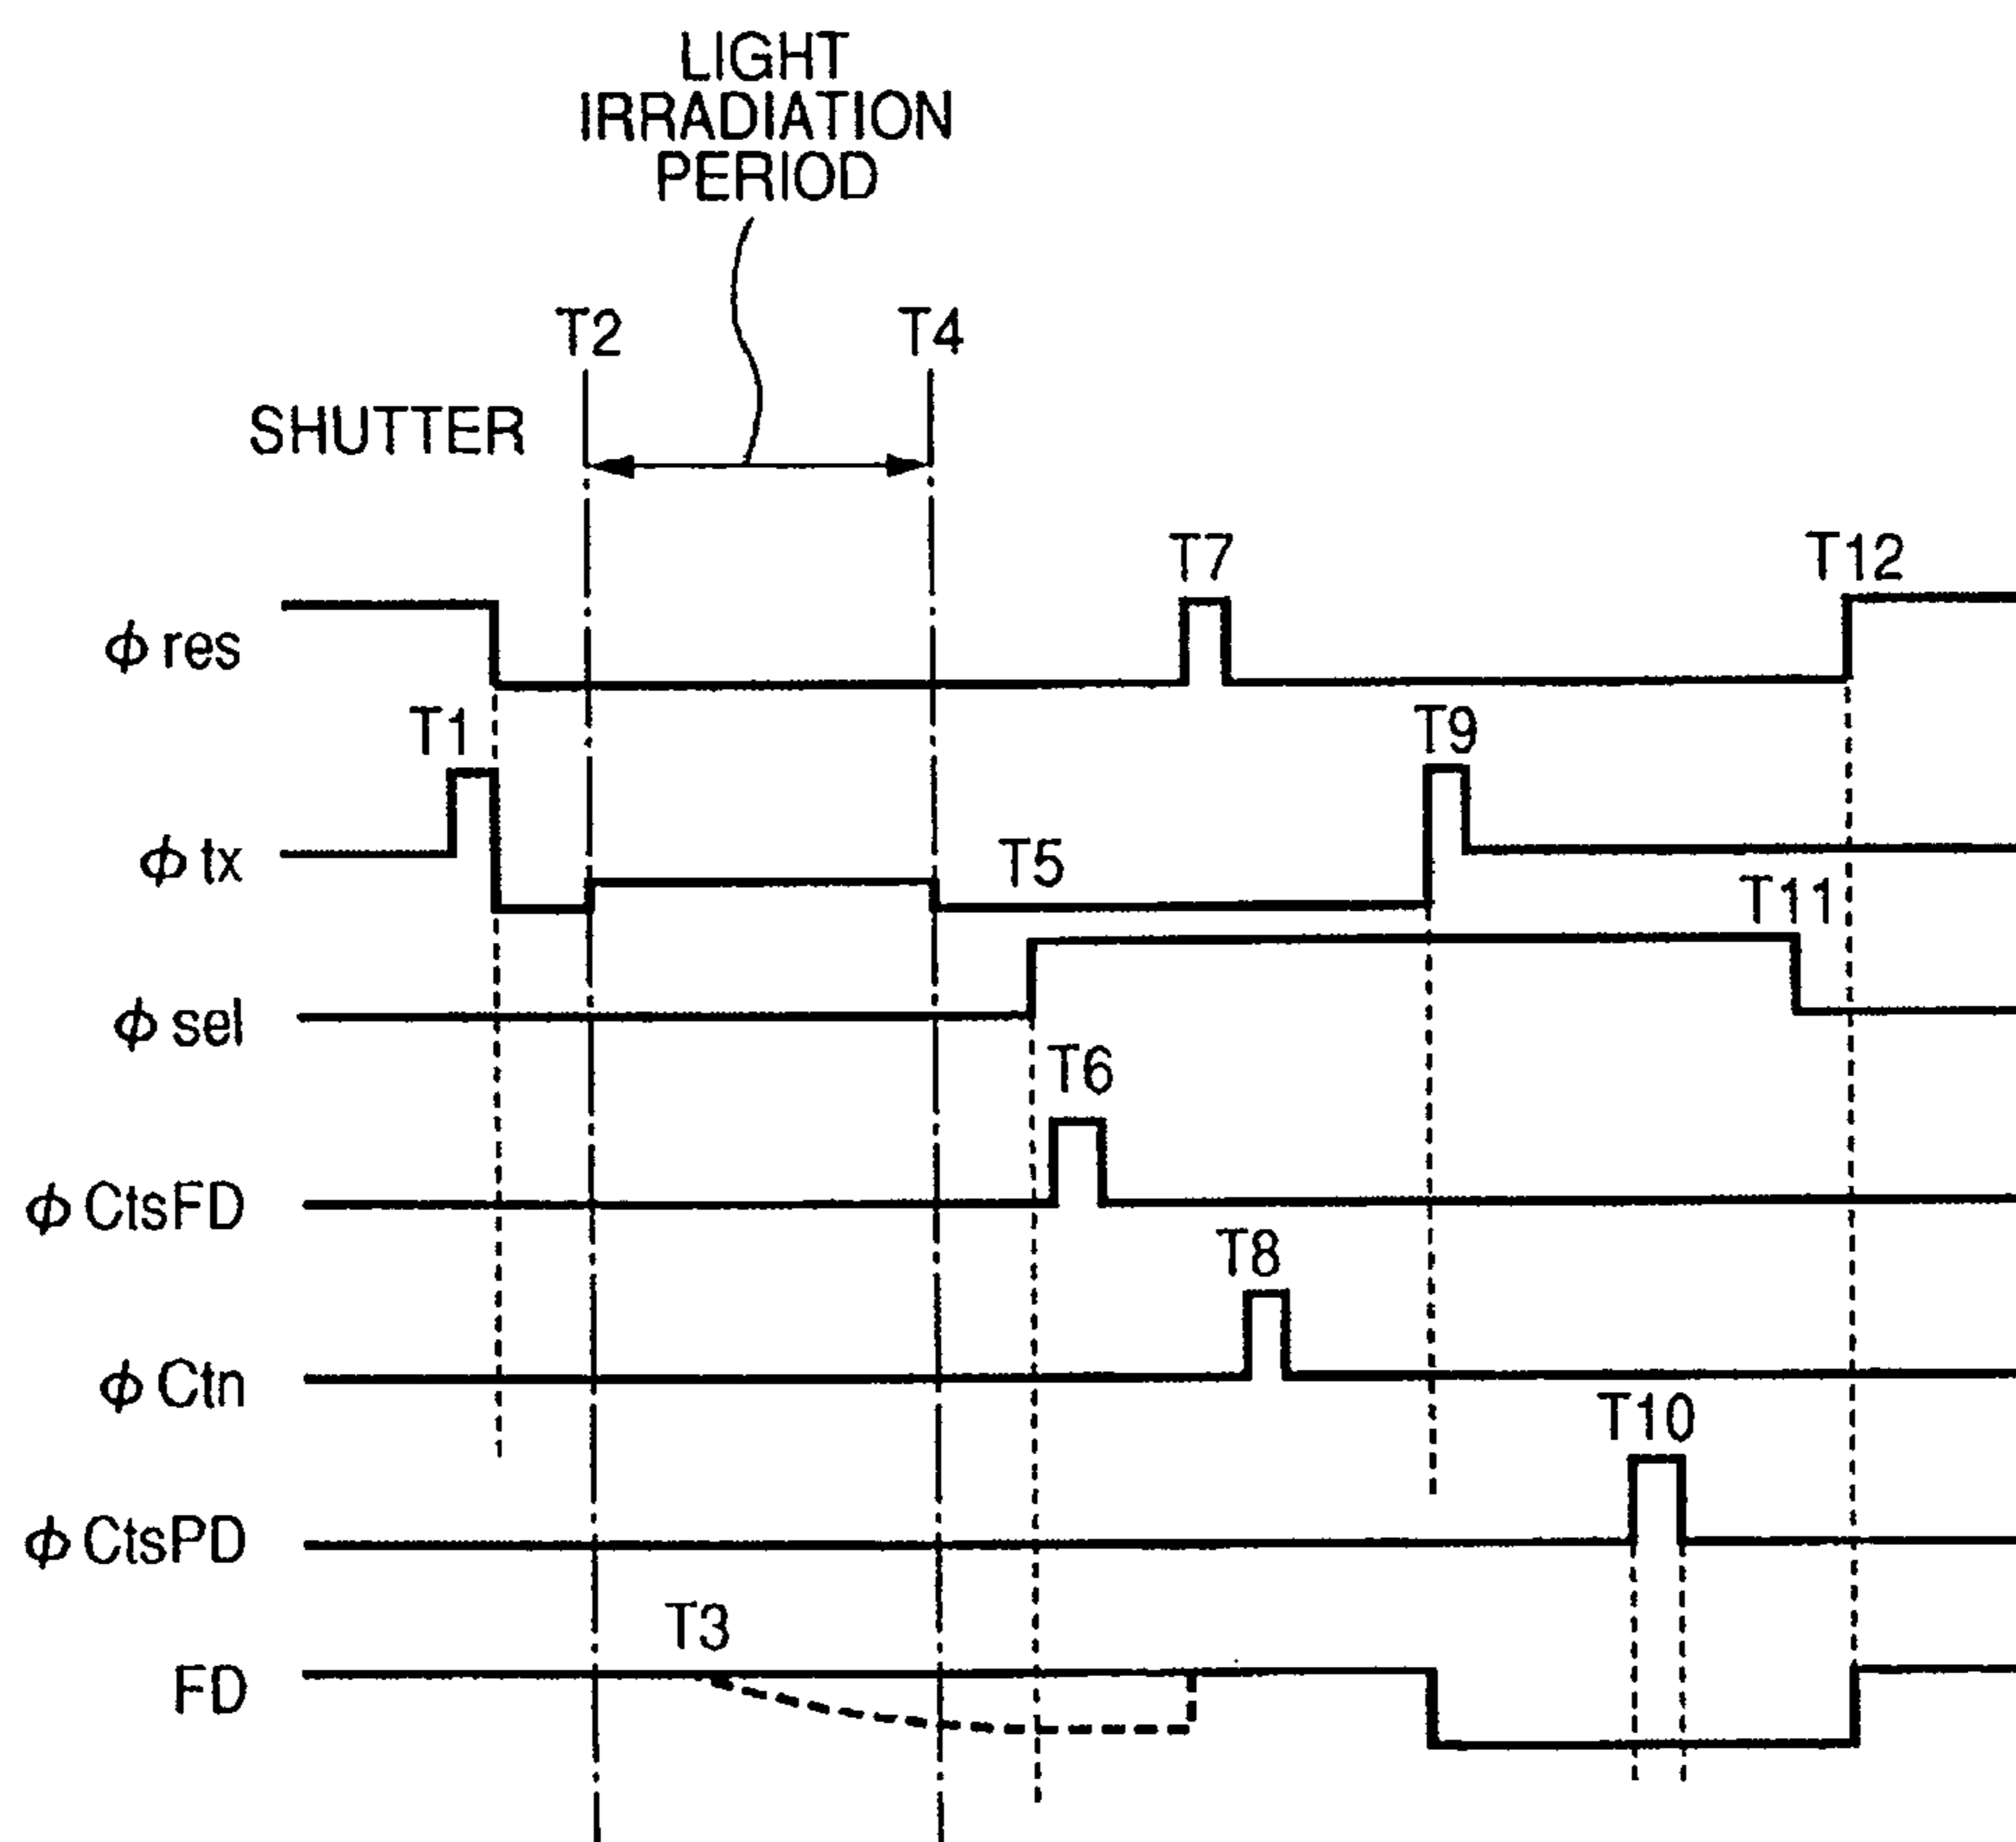 LIGHT
IRRADIATION
PERIOD
T2 T4
SHUTTER
T7 T12
ϕ res
T1 T9
ϕ tx T5
T11
ϕ sel
T6
ϕ CtsFD
T8
ϕ Ctn
T10
ϕ CtsPD
T3
FD